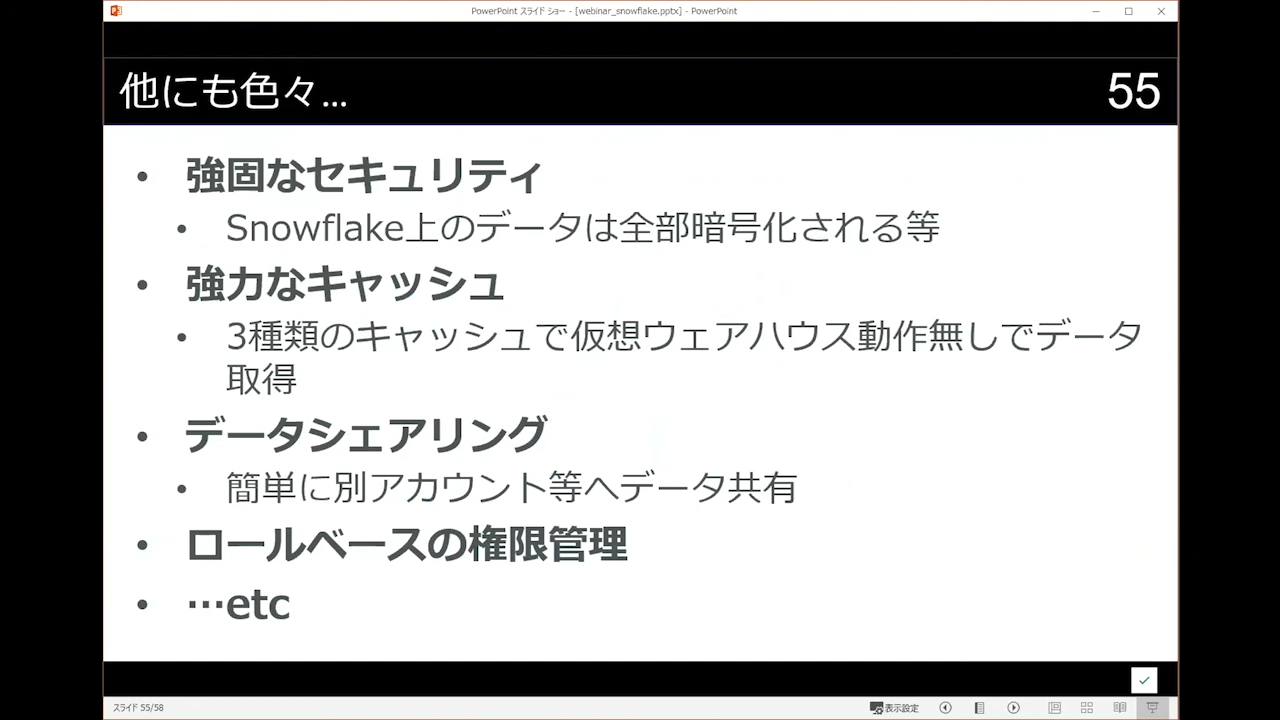 PowerPoint スライド ショー - [webinar_snowflake.pptx] - PowerPoint
他にも色々...
55
• 強固なセキュリティ
• Snowflake上のデータは全部暗号化される等
• 強力なキャッシュ
• 3種類のキャッシュで仮想ウェアハウス動作無しでデータ
取得
• データシェアリング
• 簡単に別アカウント等へデータ共有
• ロールベースの権限管理
• …etc
スライド 55/58
表示設定